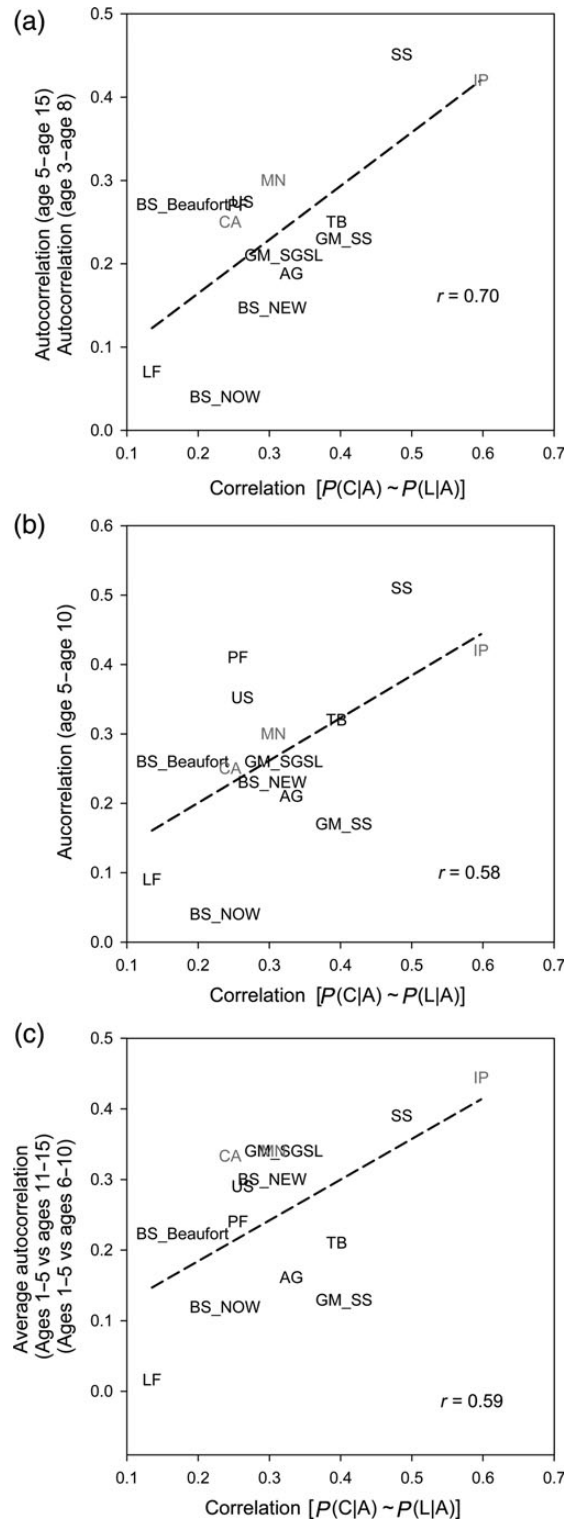 (a)
0.5
0.4
0.3
0.2
0.1
0.0
Autocorrelation (age 5–age 15)
Autocorrelation (age 3–age 8)
SS
IP
MN
BS_Beaufort
PF
US
CA
TB
GM_SS
GM_SGSL
AG
BS_NEW
LF
BS_NOW
r = 0.70
0.1 0.2 0.3 0.4 0.5 0.6 0.7
Correlation [P(C|A) ~ P(L|A)]
(b)
0.6
0.5
0.4
0.3
0.2
0.1
0.0
Aucorrelation (age 5–age 10)
SS
PF
IP
US
MN
TB
BS_Beaufort
CA
GM_SGSL
BS_NEW
AG
GM_SS
LF
BS_NOW
r = 0.58
0.1 0.2 0.3 0.4 0.5 0.6 0.7
Correlation [P(C|A) ~ P(L|A)]
(c)
0.5
0.4
0.3
0.2
0.1
0.0
Average autocorrelation
(Ages 1–5 vs ages 11–15)
(Ages 1–5 vs ages 6–10)
IP
SS
CA
GM_SGSL
MN
BS_NEW
US
PF
BS_Beaufort
TB
AG
GM_SS
BS_NOW
LF
r = 0.59
0.1 0.2 0.3 0.4 0.5 0.6 0.7
Correlation [P(C|A) ~ P(L|A)]